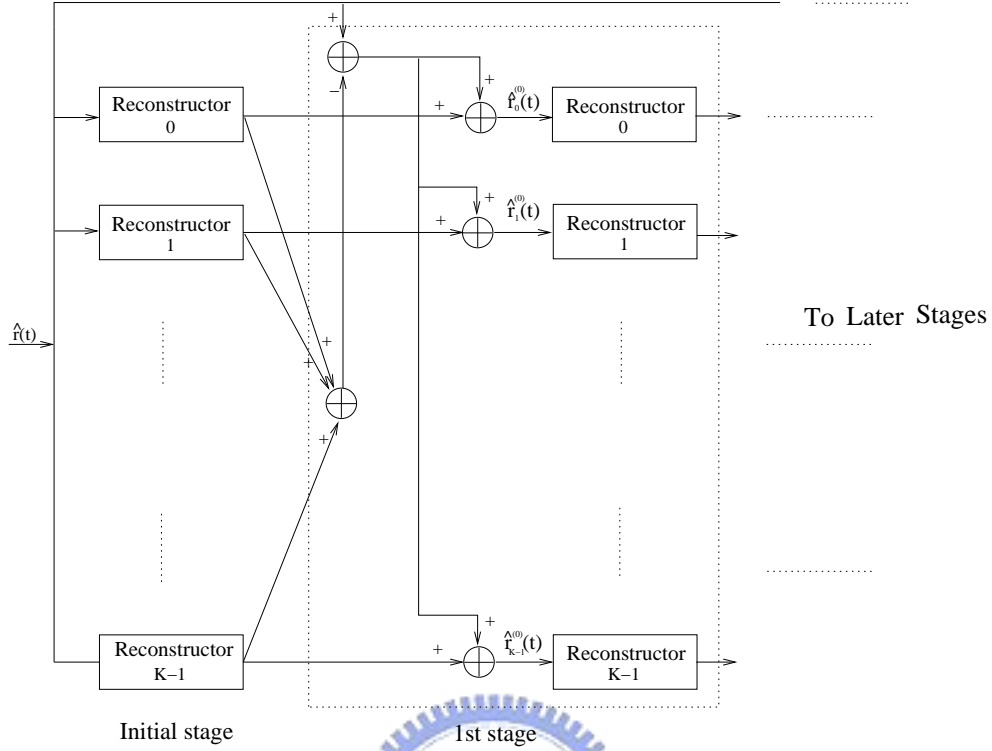 +
+
−
Reconstructor
0
+
r̂₀⁽⁰⁾(t)
Reconstructor
0
Reconstructor
1
+
+
r̂₁⁽⁰⁾(t)
Reconstructor
1
r̂(t)
+
+
To Later Stages
+
+
Reconstructor
K−1
+
r̂_{K−1}⁽⁰⁾(t)
Reconstructor
K−1
Initial stage
1st stage